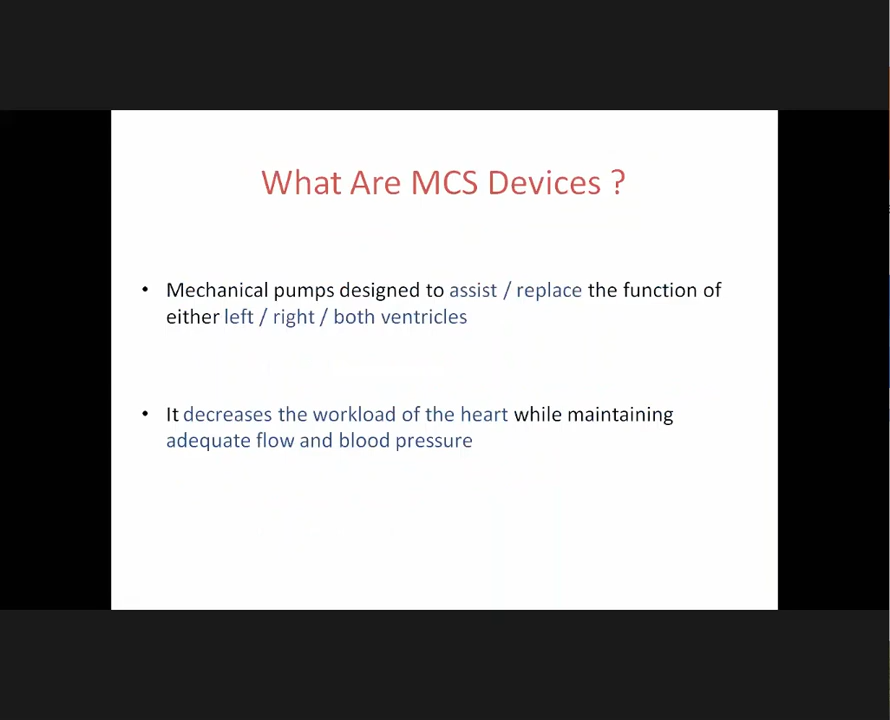 What Are MCS Devices ?
• Mechanical pumps designed to assist / replace the function of
either left / right / both ventricles
• It decreases the workload of the heart while maintaining
adequate flow and blood pressure